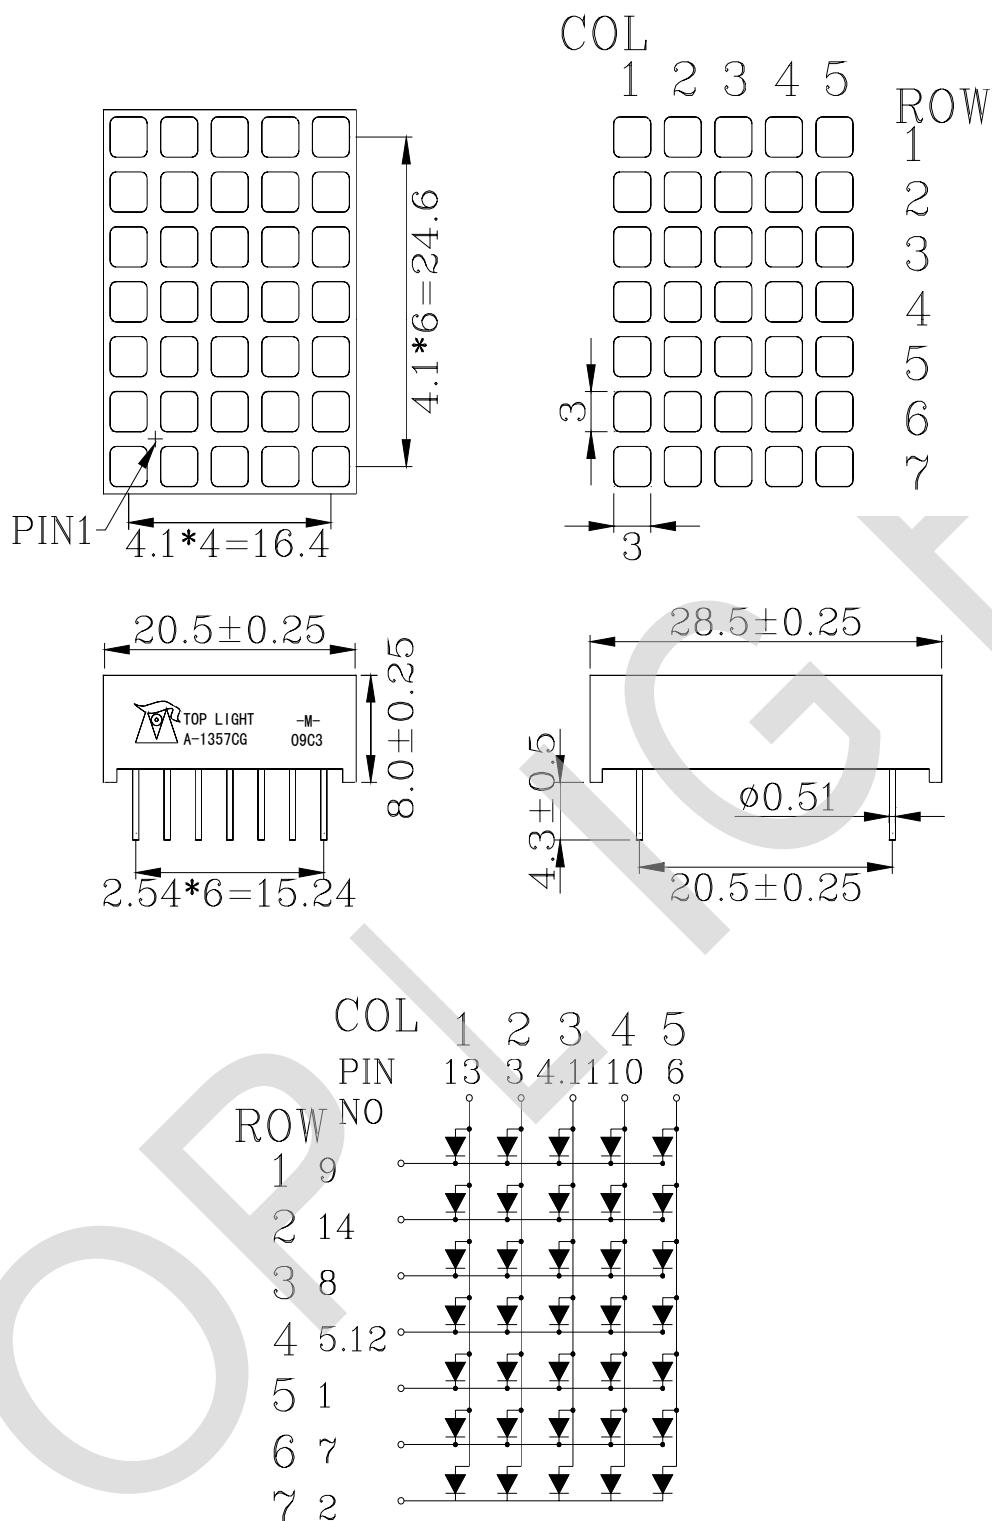 COL
1 2 3 4 5
ROW
1
2
3
4
5
6
7
4.1*6=24.6
3
3
PIN1
4.1*4=16.4
20.5±0.25
28.5±0.25
TOP LIGHT -M-
A-1357CG 09C3
8.0±0.25
4.3±0.5
ø0.51
2.54*6=15.24
20.5±0.25
COL 1 2 3 4 5
PIN NO 13 3 4.11 10 6
ROW
1 9
2 14
3 8
4 5.12
5 1
6 7
7 2
TOP LIGHT